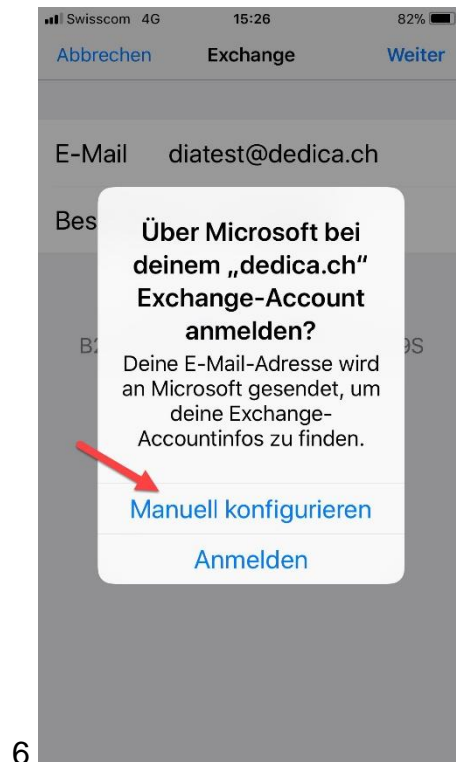 Swisscom 4G 15:26 82%
Abbrechen Exchange Weiter
E-Mail diatest@dedica.ch
Bes
Über Microsoft bei
deinem „dedica.ch“
Exchange-Account
anmelden?
Deine E-Mail-Adresse wird
an Microsoft gesendet, um
deine Exchange-
Accountinfos zu finden.
Manuell konfigurieren
Anmelden
6